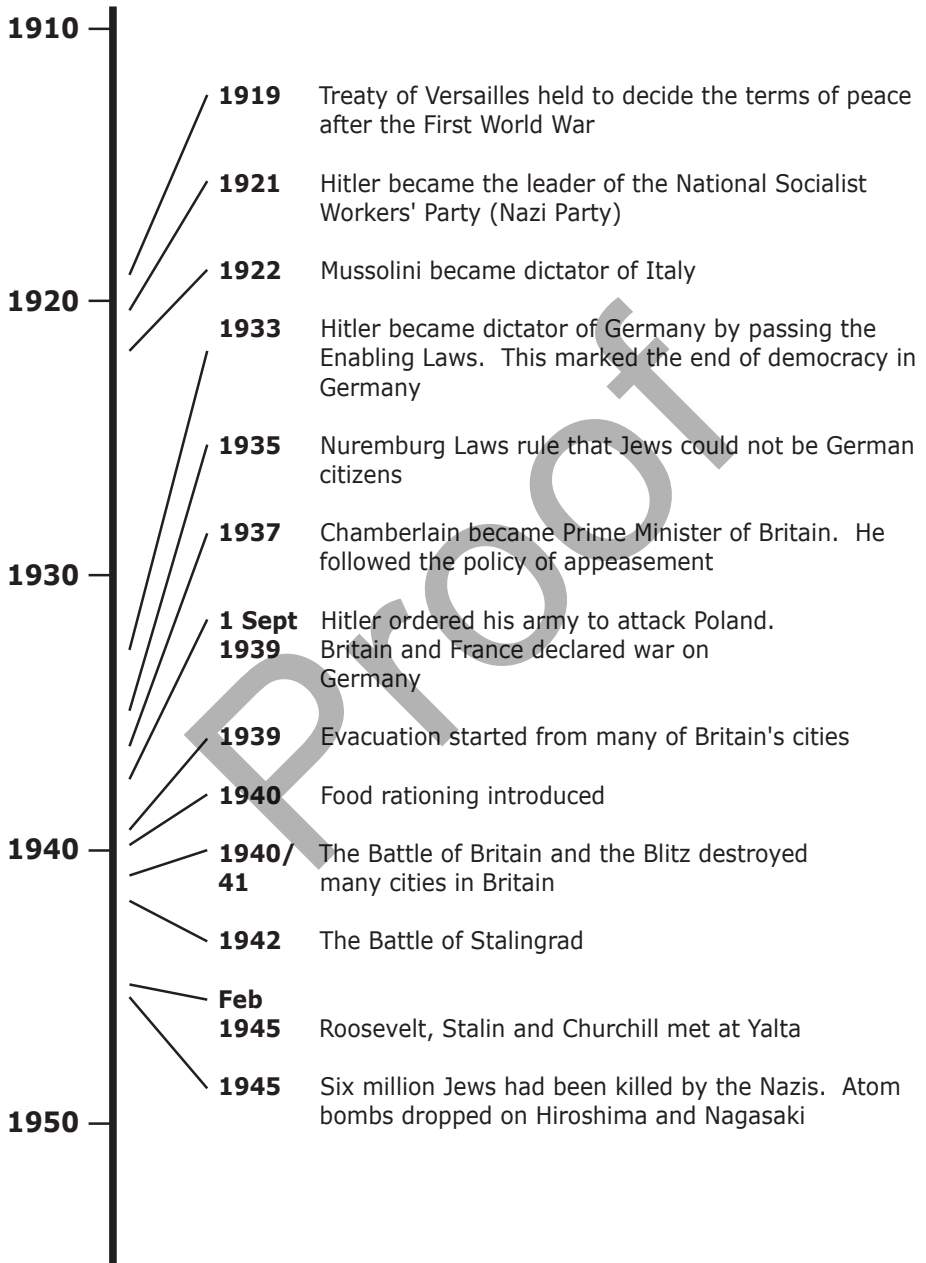 1910
1919 Treaty of Versailles held to decide the terms of peace
after the First World War
1921 Hitler became the leader of the National Socialist
Workers' Party (Nazi Party)
1922 Mussolini became dictator of Italy
1920
1933 Hitler became dictator of Germany by passing the
Enabling Laws. This marked the end of democracy in
Germany
1935 Nuremburg Laws rule that Jews could not be German
citizens
1937 Chamberlain became Prime Minister of Britain. He
followed the policy of appeasement
1930
1 Sept Hitler ordered his army to attack Poland.
1939 Britain and France declared war on
Germany
1939 Evacuation started from many of Britain's cities
1940 Food rationing introduced
1940
1940/ The Battle of Britain and the Blitz destroyed
41 many cities in Britain
1942 The Battle of Stalingrad
Feb
1945 Roosevelt, Stalin and Churchill met at Yalta
1945 Six million Jews had been killed by the Nazis. Atom
bombs dropped on Hiroshima and Nagasaki
1950
Proof